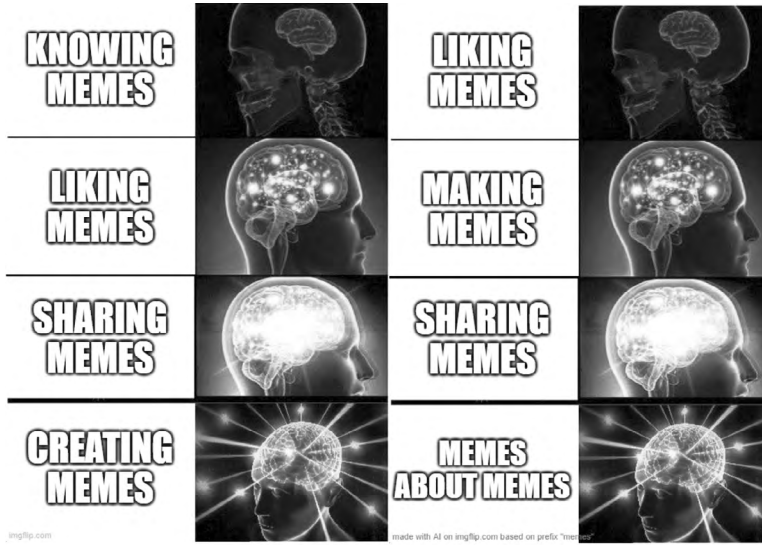 KNOWING
MEMES
LIKING
MEMES
SHARING
MEMES
CREATING
MEMES
imgflip.com
LIKING
MEMES
MAKING
MEMES
SHARING
MEMES
MEMES
ABOUT MEMES
made with AI on imgflip.com based on prefix "memes"